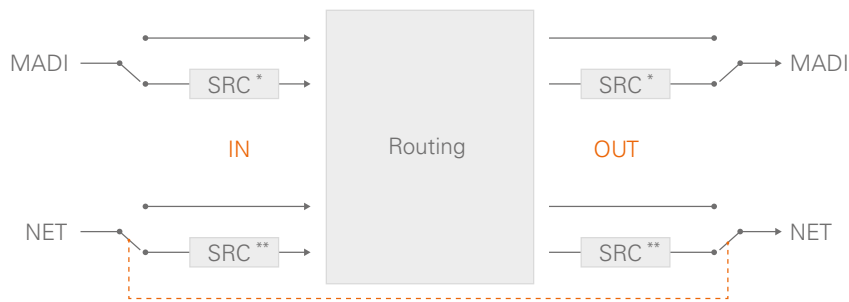 MADI
SRC *
Routing
SRC *
MADI
IN
OUT
NET
SRC **
SRC **
NET